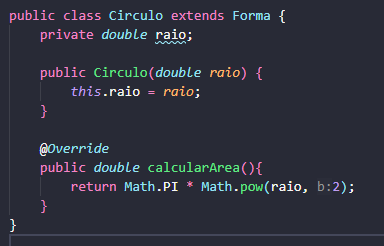 public class Circulo extends Forma {
    private double raio;

    public Circulo(double raio) {
        this.raio = raio;
    }

    @Override
    public double calcularArea(){
        return Math.PI * Math.pow(raio, b:2);
    }
}